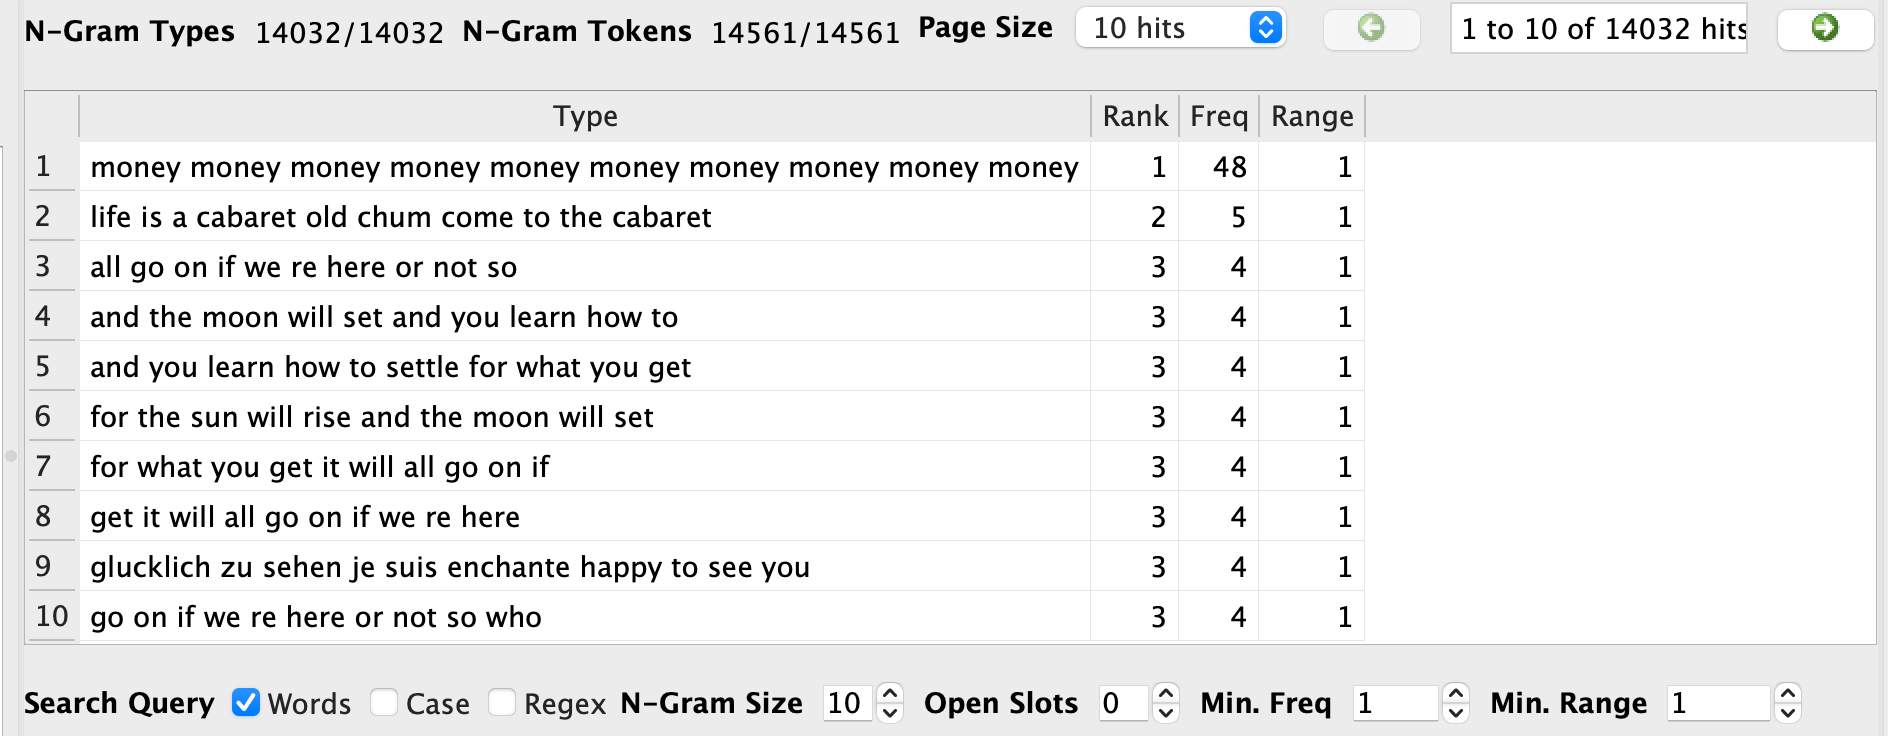 N-Gram Types 14032/14032 N-Gram Tokens 14561/14561 Page Size 10 hits 1 to 10 of 14032 hits
Type Rank Freq Range
1 money money money money money money money money money money 1 48 1
2 life is a cabaret old chum come to the cabaret 2 5 1
3 all go on if we re here or not so 3 4 1
4 and the moon will set and you learn how to 3 4 1
5 and you learn how to settle for what you get 3 4 1
6 for the sun will rise and the moon will set 3 4 1
7 for what you get it will all go on if 3 4 1
8 get it will all go on if we re here 3 4 1
9 glucklich zu sehen je suis enchante happy to see you 3 4 1
10 go on if we re here or not so who 3 4 1
Search Query Words Case Regex N-Gram Size 10 Open Slots 0 Min. Freq 1 Min. Range 1